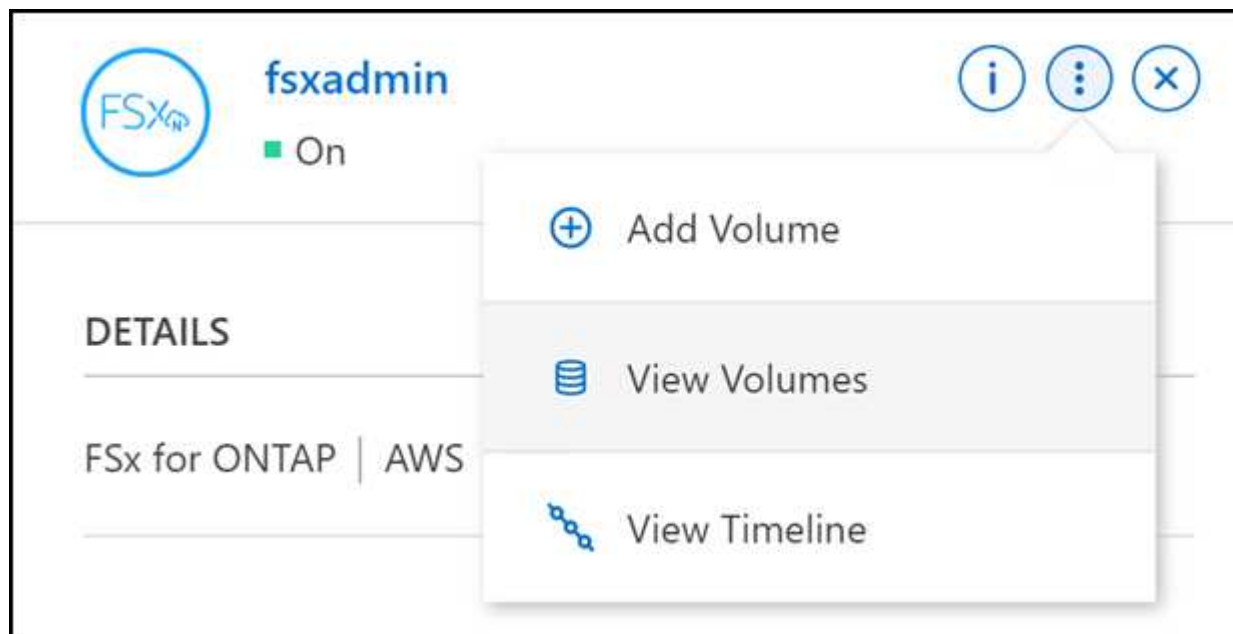 FSx
fsxadmin
On
Add Volume
DETAILS
View Volumes
FSx for ONTAP | AWS
View Timeline